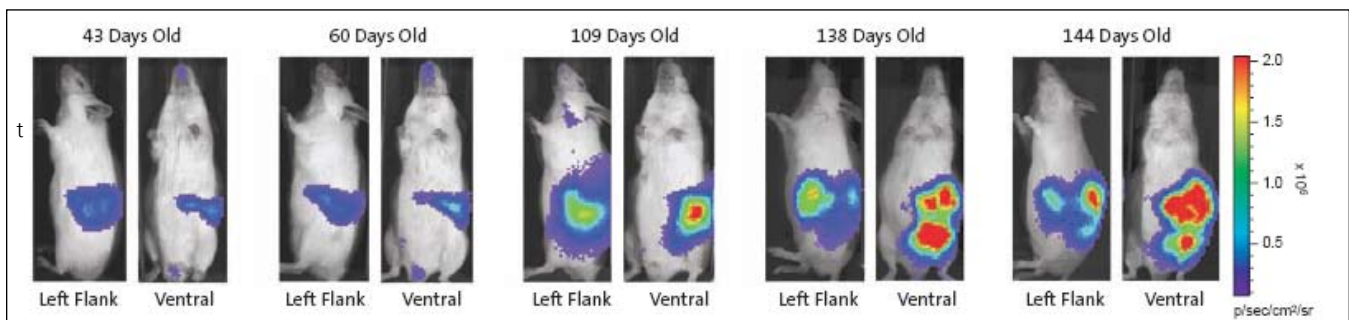 43 Days Old
60 Days Old
109 Days Old
138 Days Old
144 Days Old
t
2.0
1.5
1.0
0.5
x 10⁶
p/sec/cm²/sr
Left Flank
Ventral
Left Flank
Ventral
Left Flank
Ventral
Left Flank
Ventral
Left Flank
Ventral